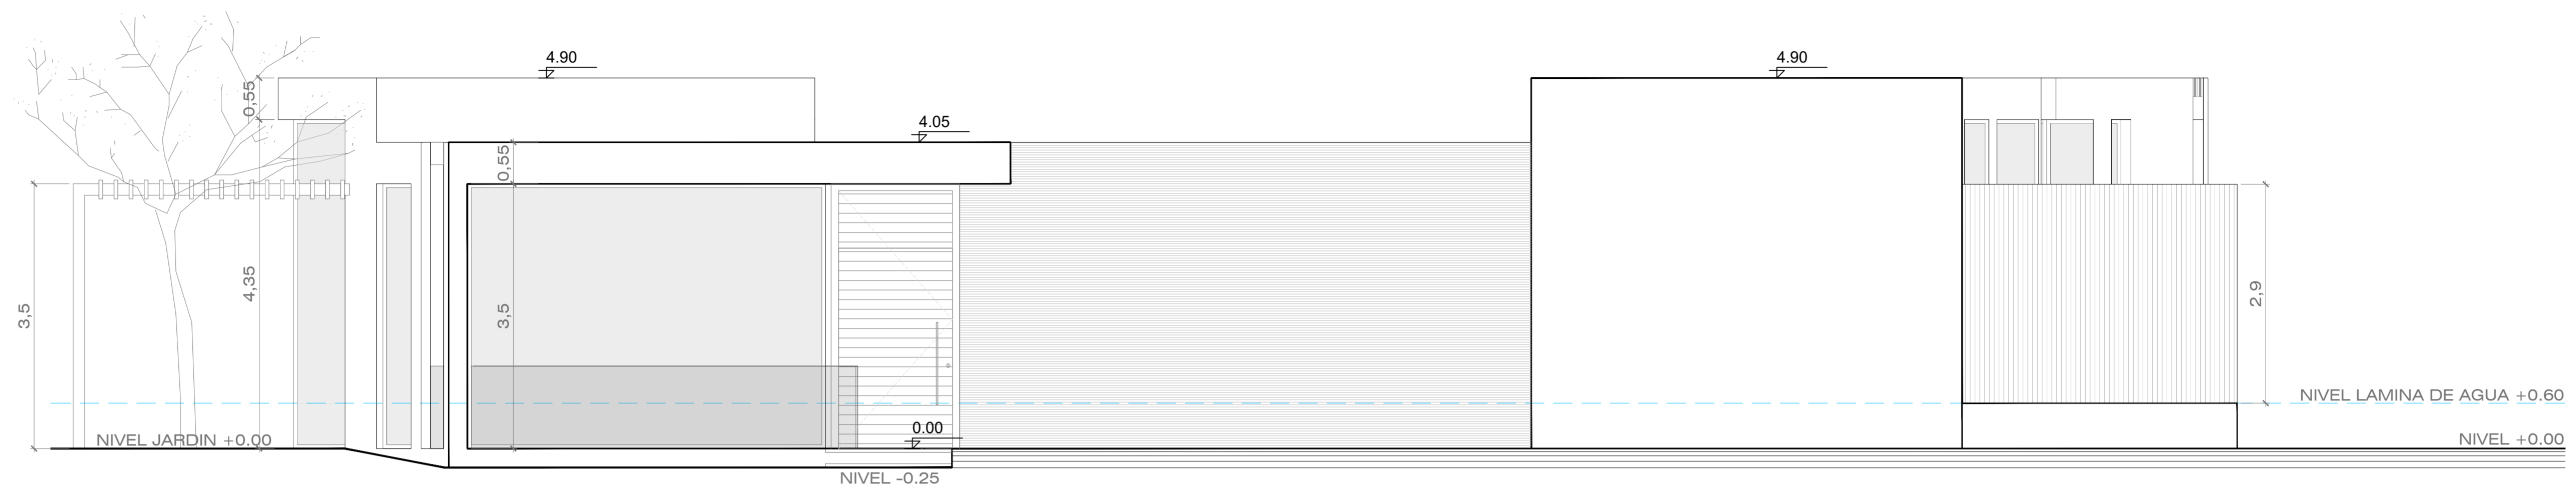 4.90
4.90
0,55
4.05
0,55
4,35
3,5
3,5
2,9
NIVEL LAMINA DE AGUA +0.60
0.00
NIVEL JARDIN +0.00
NIVEL +0.00
NIVEL -0.25